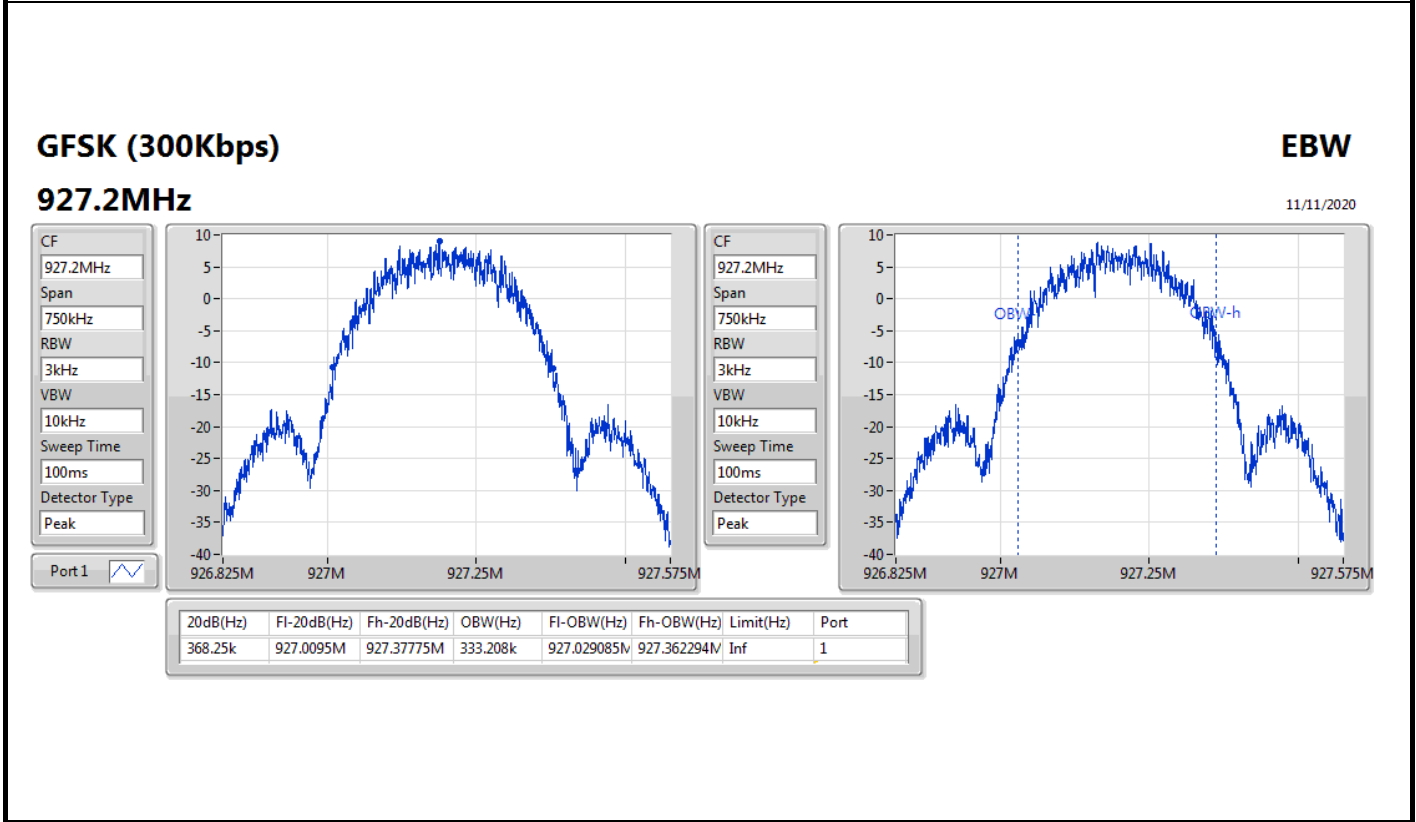 GFSK (300Kbps)
EBW
927.2MHz
11/11/2020
CF
927.2MHz
Span
750kHz
RBW
3kHz
VBW
10kHz
Sweep Time
100ms
Detector Type
Peak
Port 1
10
5
0
-5
-10
-15
-20
-25
-30
-35
-40
926.825M 927M 927.25M 927.575M
CF
927.2MHz
Span
750kHz
RBW
3kHz
VBW
10kHz
Sweep Time
100ms
Detector Type
Peak
10
5
0
-5
-10
-15
-20
-25
-30
-35
-40
OBW-h
926.825M 927M 927.25M 927.575M
20dB(Hz) Fl-20dB(Hz) Fh-20dB(Hz) OBW(Hz) Fl-OBW(Hz) Fh-OBW(Hz) Limit(Hz) Port
368.25k 927.0095M 927.37775M 333.208k 927.029085M 927.362294M Inf 1